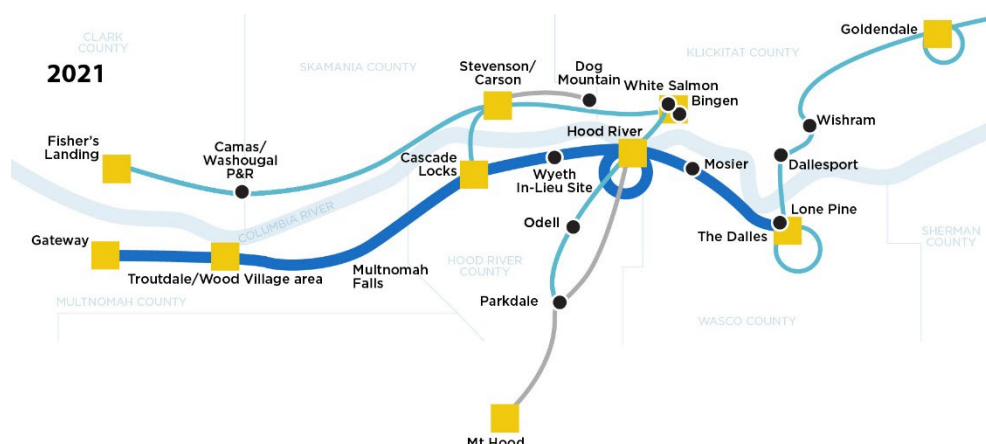 Goldendale
CLARK
COUNTY
2021
SKAMANIA COUNTY
Stevenson/
Carson
Dog
Mountain
KLICKITAT COUNTY
White Salmon
Bingen
Fisher's
Landing
Camas/
Washougal
P&R
Hood River
Wishram
Cascade
Locks
Wyeth
In-Lieu Site
Mosier
Dallesport
COLUMBIA RIVER
Gateway
Odell
Lone Pine
The Dalles
SHERMAN
COUNTY
Troutdale/Wood Village area
Multnomah
Falls
HOOD RIVER
COUNTY
MULTNOMAH COUNTY
Parkdale
WASCO COUNTY
Mt Hood